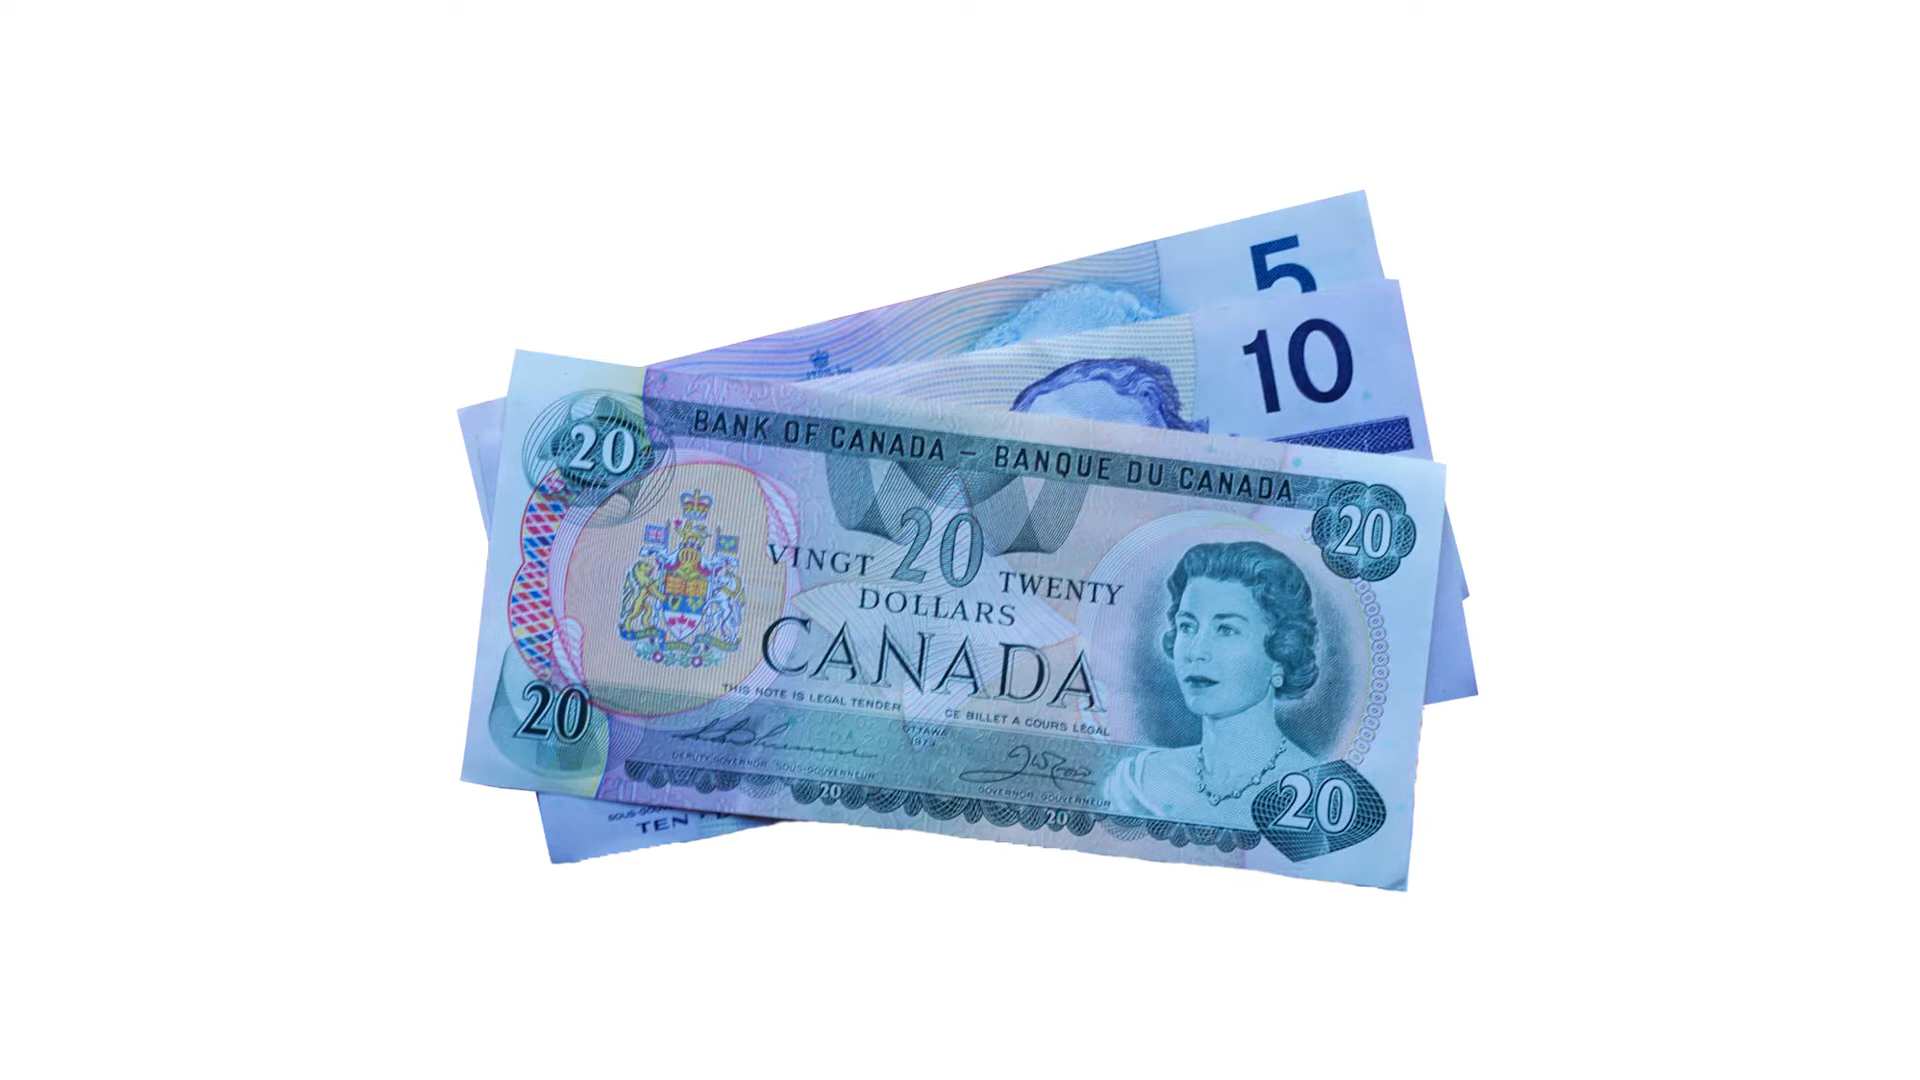 5
10
BANK OF CANADA – BANQUE DU CANADA
20
20
20
VINGT
TWENTY
DOLLARS
CANADA
THIS NOTE IS LEGAL TENDER
CE BILLET A COURS LÉGAL
20
OTTAWA
1979
DEPUTY GOVERNOR SOUS-GOUVERNEUR
GOVERNOR GOUVERNEUR
20
20
20
TEN